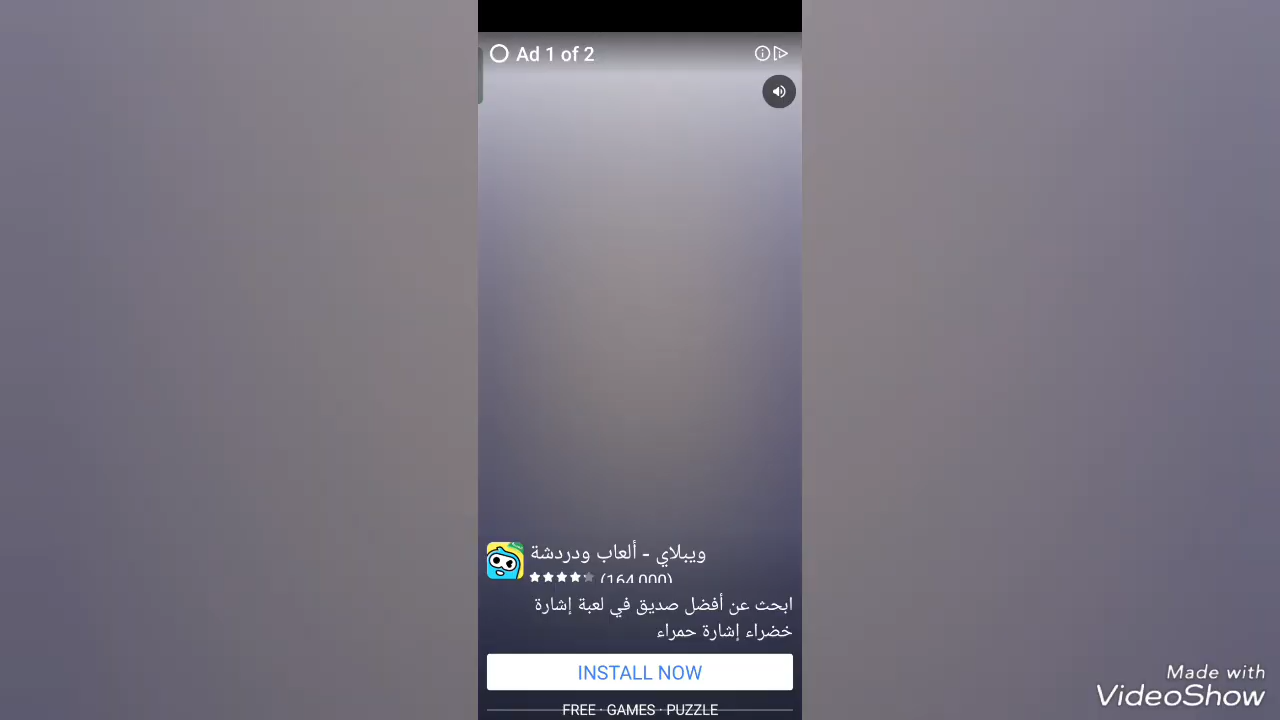 Ad 1 of 2
ويبلاي - ألعاب ودردشة
(164,000)
ابحث عن أفضل صديق في لعبة إشارة
خضراء إشارة حمراء
INSTALL NOW
FREE · GAMES · PUZZLE
Made with
VideoShow